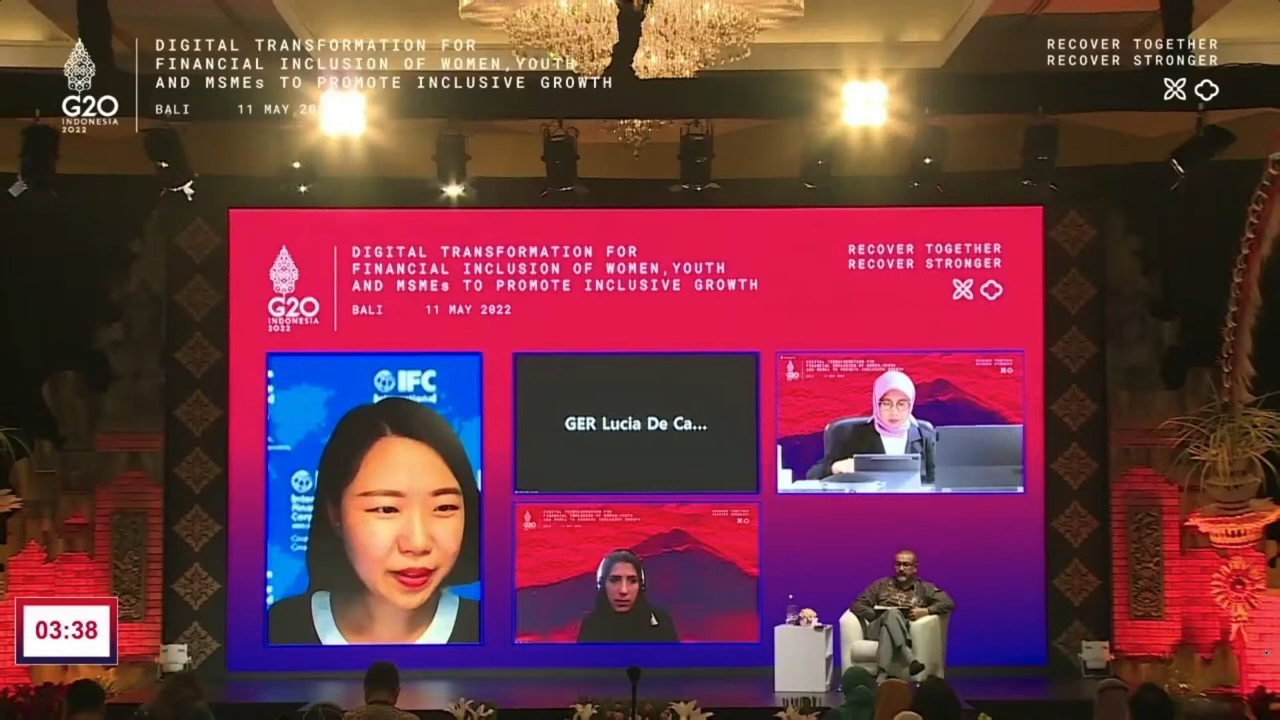 DIGITAL TRANSFORMATION FOR
FINANCIAL INCLUSION OF WOMEN,YOUTH
AND MSMEs TO PROMOTE INCLUSIVE GROWTH
BALI 11 MAY
G20
INDONESIA
2022
RECOVER TOGETHER
RECOVER STRONGER
DIGITAL TRANSFORMATION FOR
FINANCIAL INCLUSION OF WOMEN,YOUTH
AND MSMEs TO PROMOTE INCLUSIVE GROWTH
BALI 11 MAY 2022
G20
INDONESIA
2022
RECOVER TOGETHER
RECOVER STRONGER
IFC
GER Lucia De Ca...
03:38